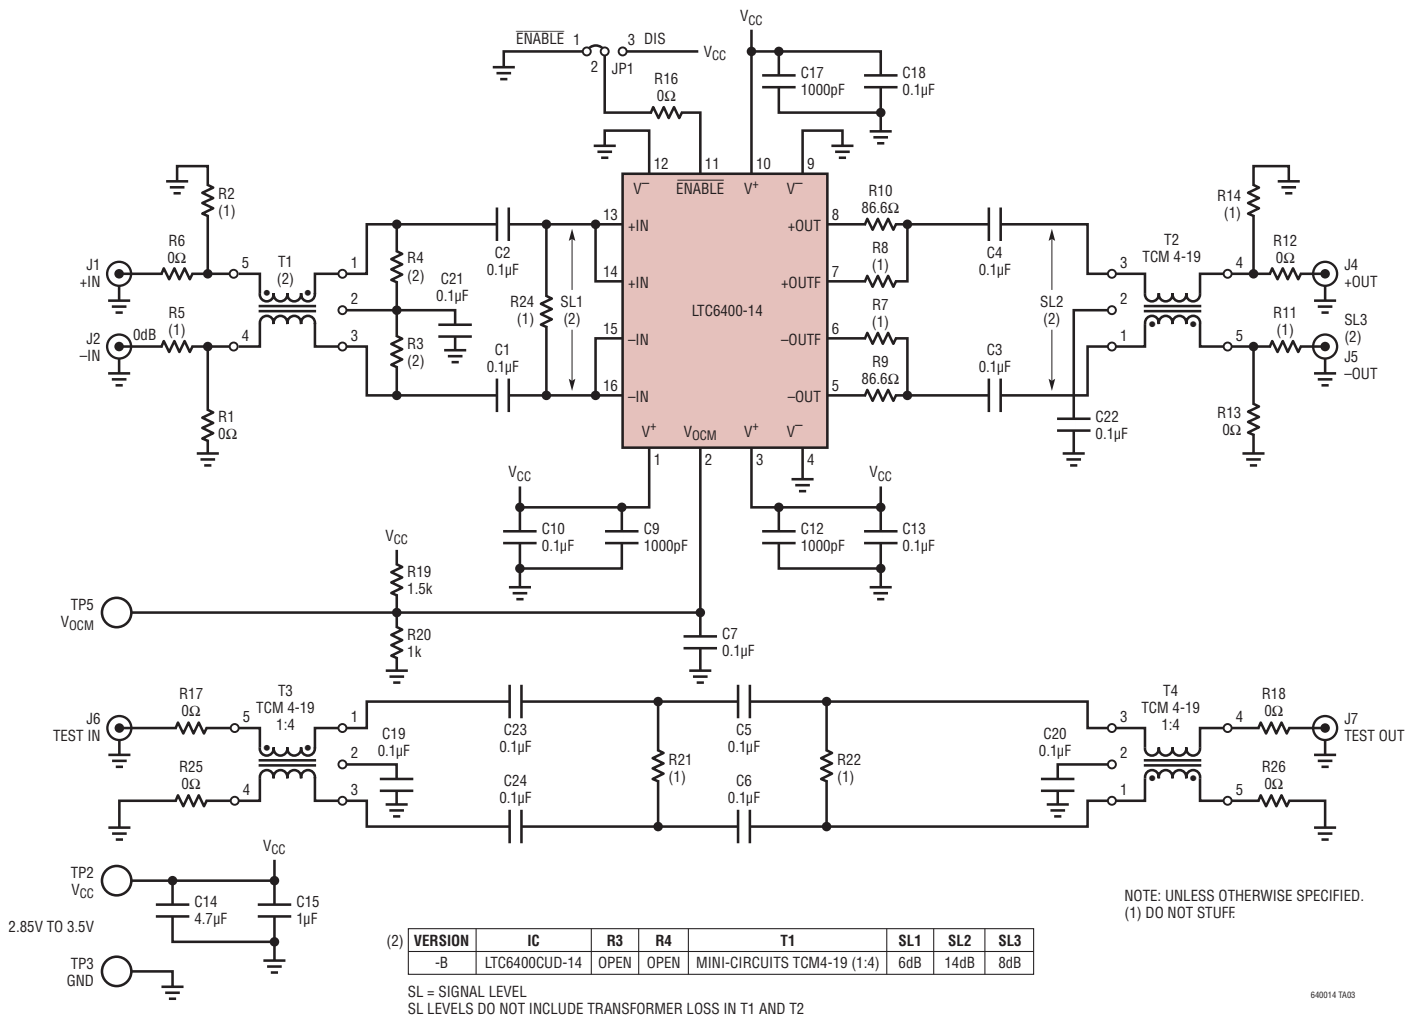 VCC
ENABLE 1
3 DIS
VCC
2
JP1
R16
0Ω
C17
1000pF
C18
0.1µF
12
11
10
9
V–
ENABLE
V+
V–
R2
(1)
R6
0Ω
J1
+IN
5
T1
(2)
1
R4
(2)
C21
0.1µF
2
C2
0.1µF
R24
(1)
SL1
(2)
13
+IN
14
+IN
15
–IN
16
–IN
LTC6400-14
+OUT
8
+OUTF
7
–OUTF
6
–OUT
5
R10
86.6Ω
R8
(1)
R7
(1)
R9
86.6Ω
C4
0.1µF
SL2
(2)
C3
0.1µF
R14
(1)
T2
TCM 4-19
3
2
1
4
5
R12
0Ω
J4
+OUT
R11
(1)
SL3
(2)
J5
–OUT
R13
0Ω
C22
0.1µF
J2
–IN
0dB
R5
(1)
4
3
R3
(2)
C1
0.1µF
R1
0Ω
V+
VOCM
V+
V–
1
2
3
4
VCC
C10
0.1µF
C9
1000pF
C12
1000pF
VCC
C13
0.1µF
VCC
R19
1.5k
TP5
VOCM
R20
1k
C7
0.1µF
J6
TEST IN
R17
0Ω
5
T3
TCM 4-19
1:4
1
2
C19
0.1µF
R25
0Ω
4
3
C23
0.1µF
C24
0.1µF
R21
(1)
C5
0.1µF
C6
0.1µF
R22
(1)
C20
0.1µF
3
2
1
T4
TCM 4-19
1:4
4
5
R18
0Ω
J7
TEST OUT
R26
0Ω
TP2
VCC
VCC
C14
4.7µF
C15
1µF
2.85V TO 3.5V
TP3
GND
NOTE: UNLESS OTHERWISE SPECIFIED.
(1) DO NOT STUFF.
(2) VERSION IC R3 R4 T1 SL1 SL2 SL3
-B LTC6400CUD-14 OPEN OPEN MINI-CIRCUITS TCM4-19 (1:4) 6dB 14dB 8dB
SL = SIGNAL LEVEL
SL LEVELS DO NOT INCLUDE TRANSFORMER LOSS IN T1 AND T2
640014 TA03